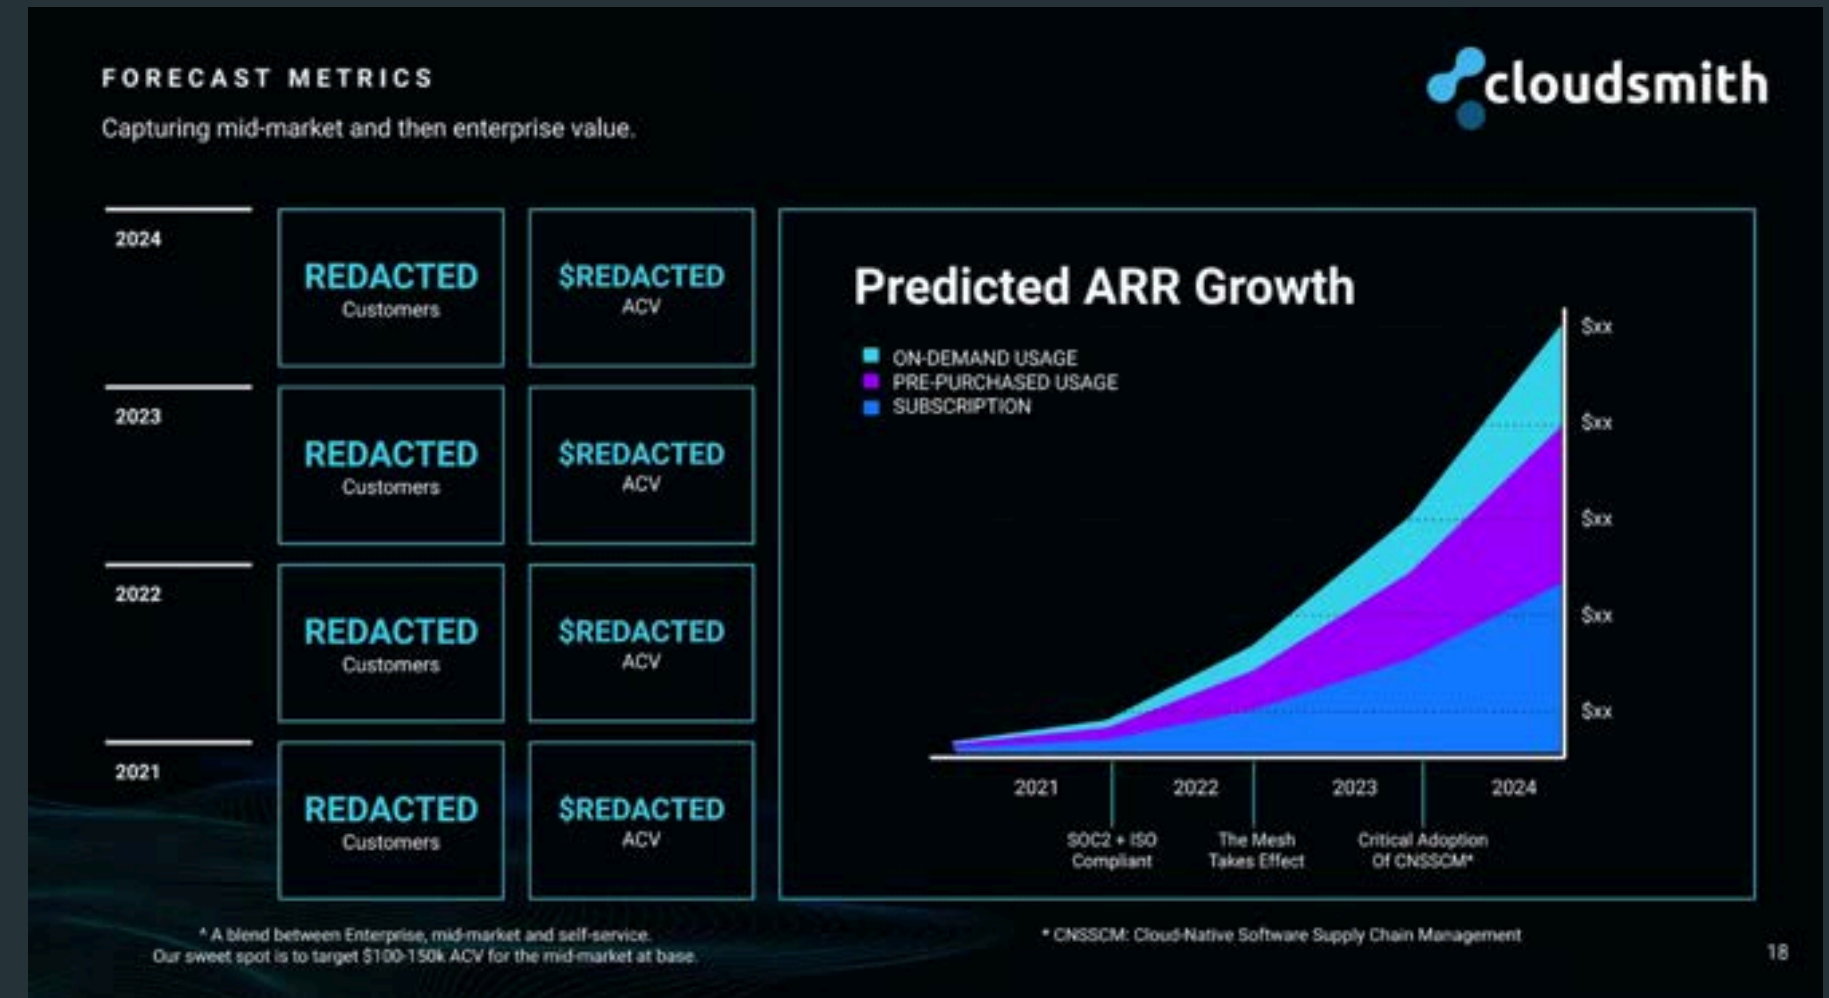 FORECAST METRICS
Capturing mid-market and then enterprise value.
cloudsmith
2024
REDACTED
Customers
$REDACTED
ACV
2023
REDACTED
Customers
$REDACTED
ACV
2022
REDACTED
Customers
$REDACTED
ACV
2021
REDACTED
Customers
$REDACTED
ACV
Predicted ARR Growth
ON-DEMAND USAGE
PRE-PURCHASED USAGE
SUBSCRIPTION
$xx
$xx
$xx
$xx
$xx
2021 2022 2023 2024
SOC2 + ISO
Compliant
The Mesh
Takes Effect
Critical Adoption
Of CNSSCM*
^ A blend between Enterprise, mid-market and self-service.
Our sweet spot is to target $100-150k ACV for the mid-market at base.
* CNSSCM: Cloud-Native Software Supply Chain Management
18